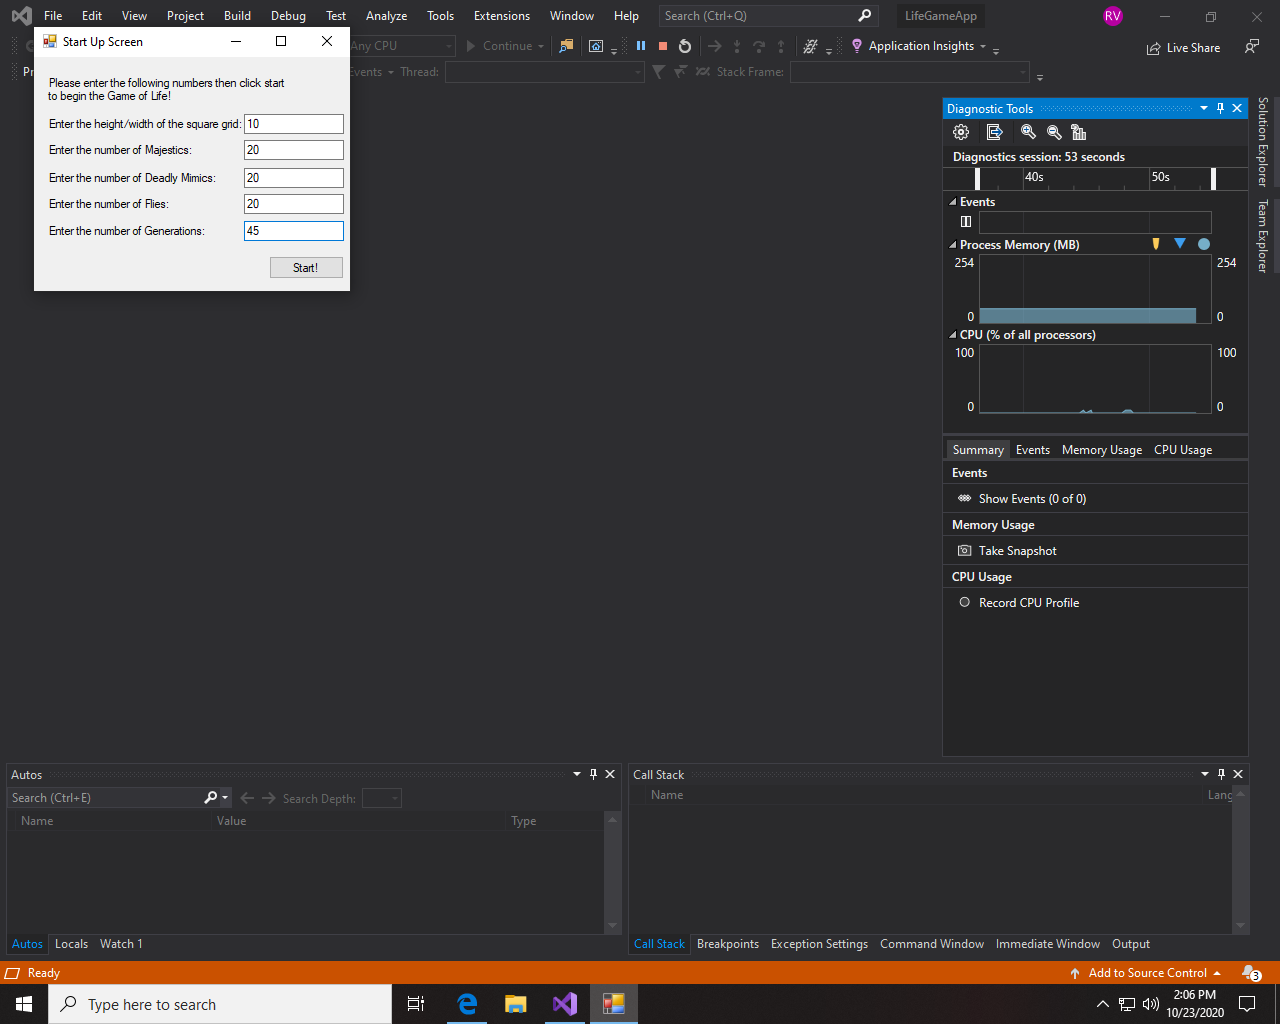 File Edit View Project Build Debug Test Analyze Tools Extensions Window Help Search (Ctrl+Q) LifeGameApp RV
Start Up Screen
Any CPU Continue Application Insights Live Share
Events Thread: Stack Frame:
Please enter the following numbers then click start
to begin the Game of Life!
Enter the height/width of the square grid: 10
Enter the number of Majestics: 20
Enter the number of Deadly Mimics: 20
Enter the number of Flies: 20
Enter the number of Generations: 45
Start!
Diagnostic Tools
Diagnostics session: 53 seconds
40s 50s
Events
Process Memory (MB)
254 254
0 0
CPU (% of all processors)
100 100
0 0
Summary Events Memory Usage CPU Usage
Events
Show Events (0 of 0)
Memory Usage
Take Snapshot
CPU Usage
Record CPU Profile
Solution Explorer
Team Explorer
Autos
Search (Ctrl+E) Search Depth:
Name Value Type
Autos Locals Watch 1
Call Stack
Name Lang
Call Stack Breakpoints Exception Settings Command Window Immediate Window Output
Ready Add to Source Control 3
Type here to search
2:06 PM
10/23/2020